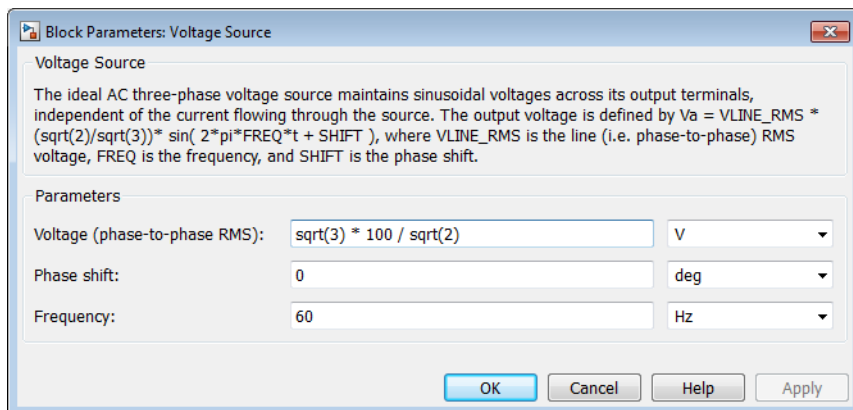 Block Parameters: Voltage Source
Voltage Source
The ideal AC three-phase voltage source maintains sinusoidal voltages across its output terminals,
independent of the current flowing through the source. The output voltage is defined by Va = VLINE_RMS *
(sqrt(2)/sqrt(3))* sin( 2*pi*FREQ*t + SHIFT ), where VLINE_RMS is the line (i.e. phase-to-phase) RMS
voltage, FREQ is the frequency, and SHIFT is the phase shift.
Parameters
Voltage (phase-to-phase RMS): sqrt(3) * 100 / sqrt(2) V
Phase shift: 0 deg
Frequency: 60 Hz
OK Cancel Help Apply